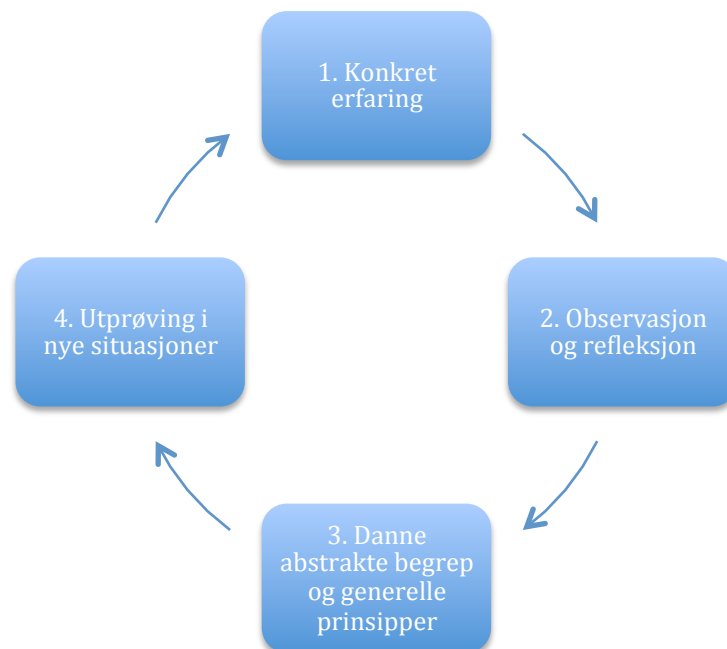 1. Konkret
erfaring
2. Observasjon
og refleksjon
3. Danne
abstrakte begrep
og generelle
prinsipper
4. Utprøving i
nye situasjoner